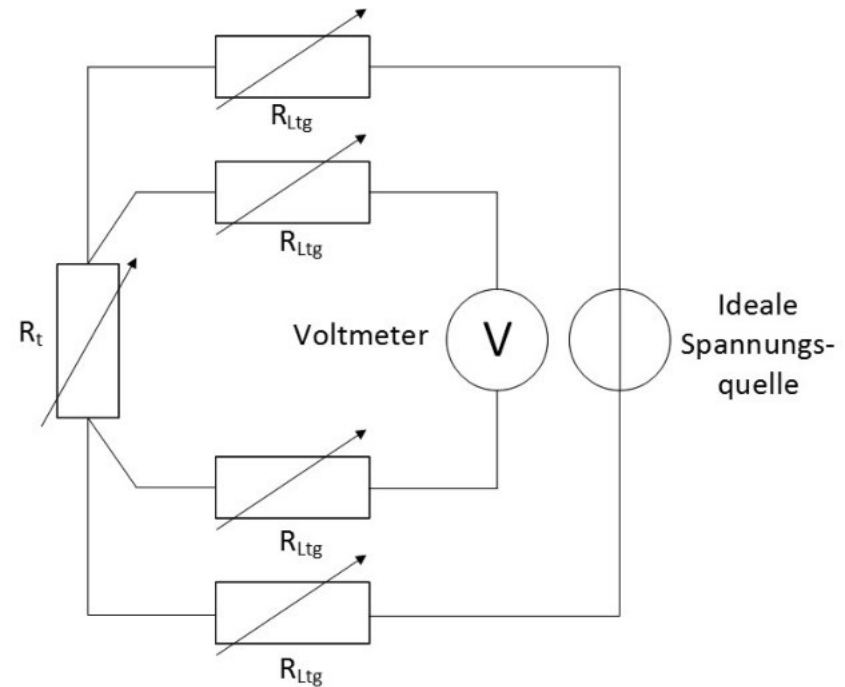 R_Ltg
R_Ltg
R_t
Voltmeter
V
Ideale
Spannungs-
quelle
R_Ltg
R_Ltg